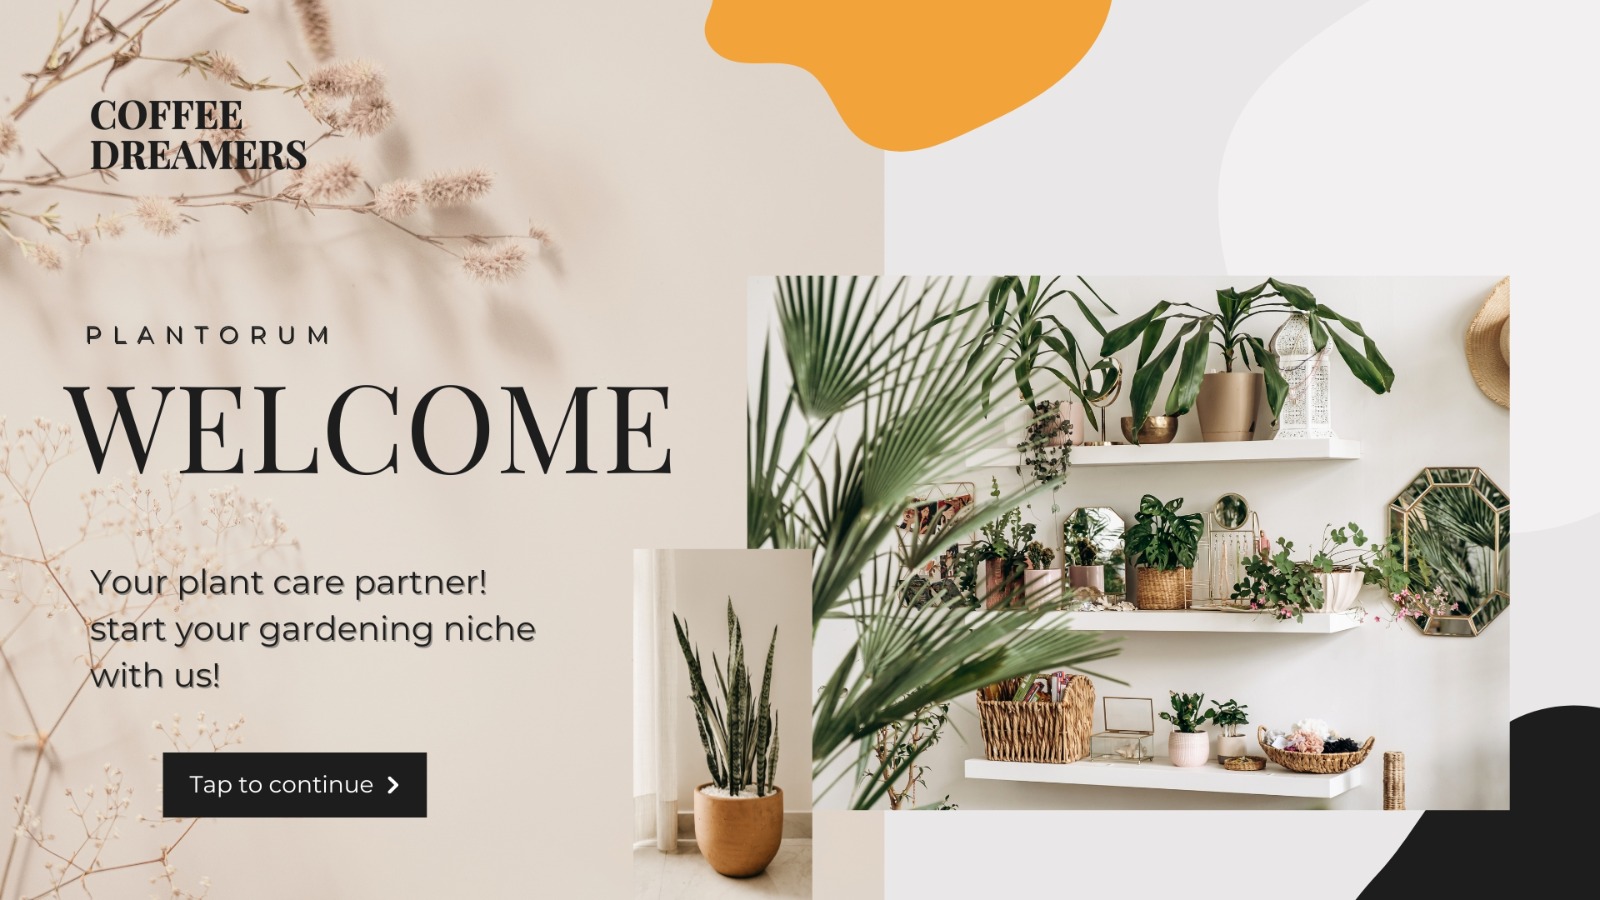 COFFEE
DREAMERS
PLANTORUM
WELCOME
Your plant care partner!
start your gardening niche
with us!
Tap to continue